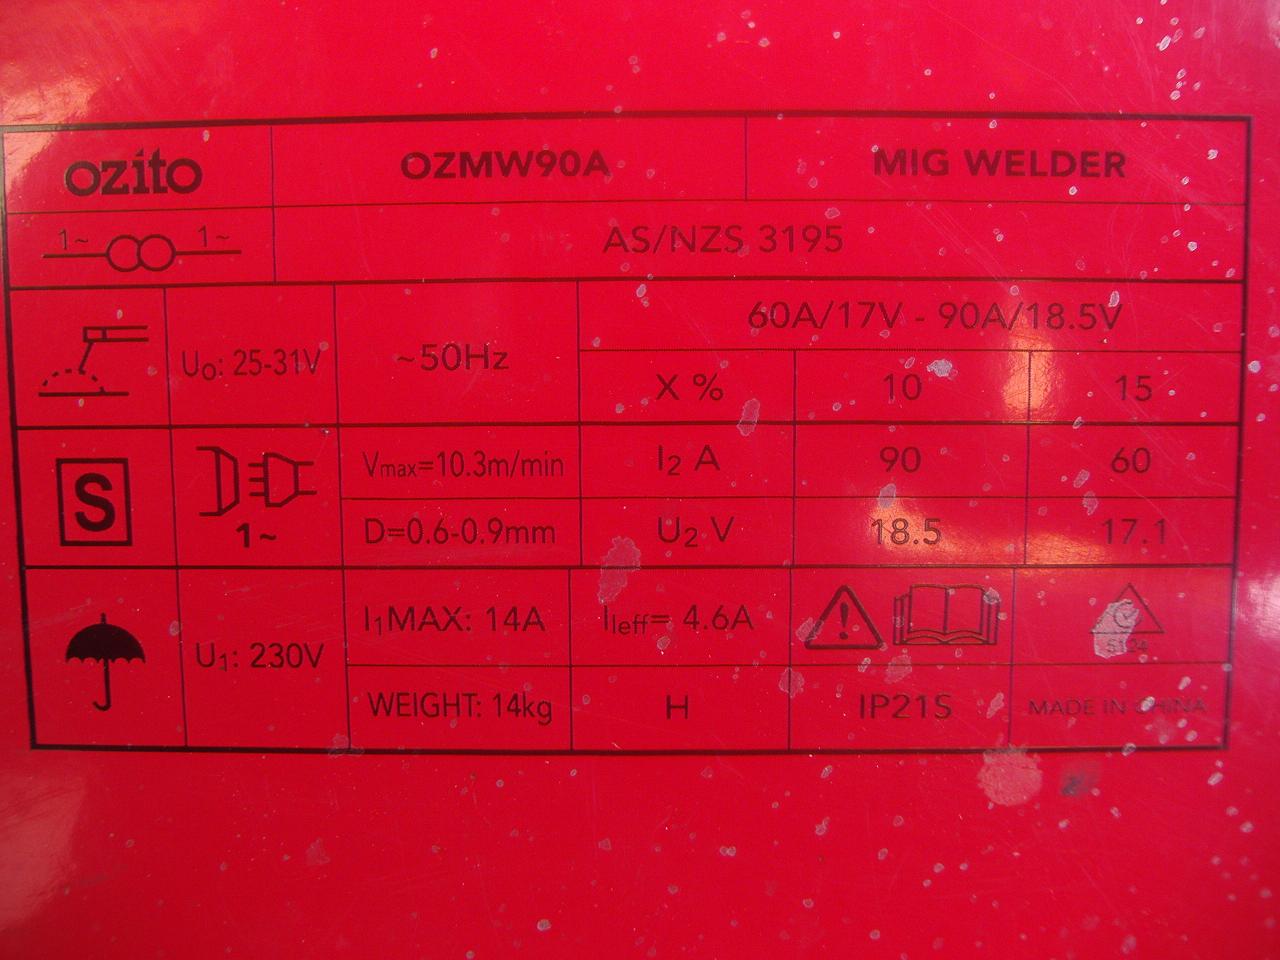 ozito OZMW90A MIG WELDER
1~ 1~ AS/NZS 3195
60A/17V - 90A/18.5V
U0: 25-31V ~50Hz
X % 10 15
S Vmax=10.3m/min I2 A 90 60
1~ D=0.6-0.9mm U2 V 18.5 17.1
U1: 230V I1MAX: 14A I1eff= 4.6A
WEIGHT: 14kg H IP21S MADE IN CHINA